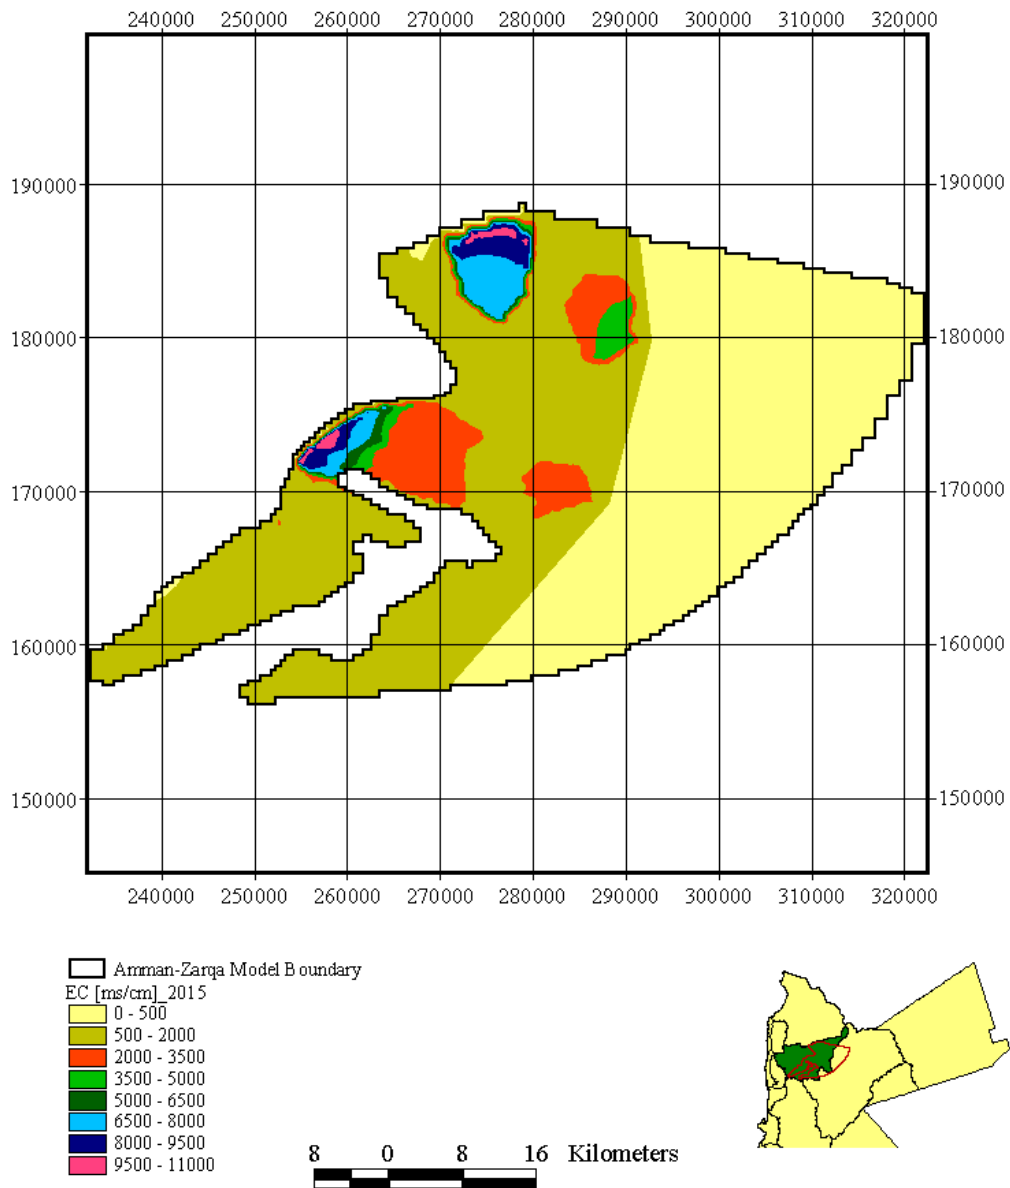 240000 250000 260000 270000 280000 290000 300000 310000 320000
190000 190000
180000 180000
170000 170000
160000 160000
150000 150000
240000 250000 260000 270000 280000 290000 300000 310000 320000
Amman-Zarqa Model Boundary
EC [ms/cm]_2015
0 - 500
500 - 2000
2000 - 3500
3500 - 5000
5000 - 6500
6500 - 8000
8000 - 9500
9500 - 11000
8 0 8 16 Kilometers